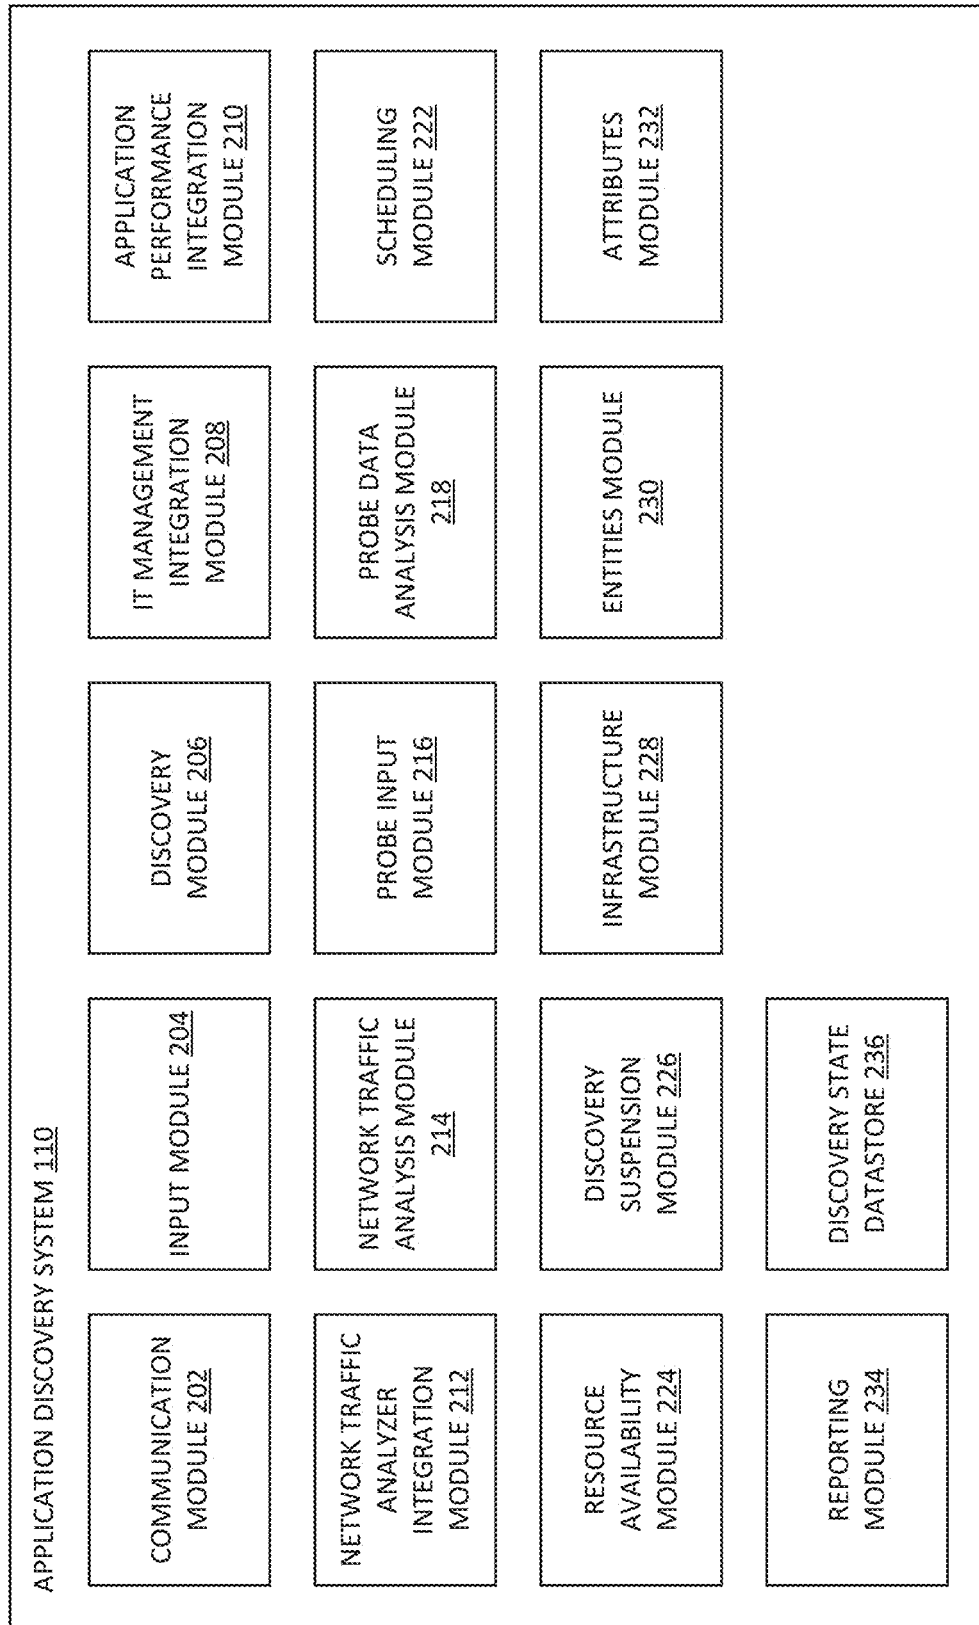 APPLICATION DISCOVERY SYSTEM 110
COMMUNICATION
MODULE 202
INPUT MODULE 204
DISCOVERY
MODULE 206
IT MANAGEMENT
INTEGRATION
MODULE 208
APPLICATION
PERFORMANCE
INTEGRATION
MODULE 210
NETWORK TRAFFIC
ANALYZER
INTEGRATION
MODULE 212
NETWORK TRAFFIC
ANALYSIS MODULE
214
PROBE INPUT
MODULE 216
PROBE DATA
ANALYSIS MODULE
218
SCHEDULING
MODULE 222
RESOURCE
AVAILABILITY
MODULE 224
DISCOVERY
SUSPENSION
MODULE 226
INFRASTRUCTURE
MODULE 228
ENTITIES MODULE
230
ATTRIBUTES
MODULE 232
REPORTING
MODULE 234
DISCOVERY STATE
DATASTORE 236